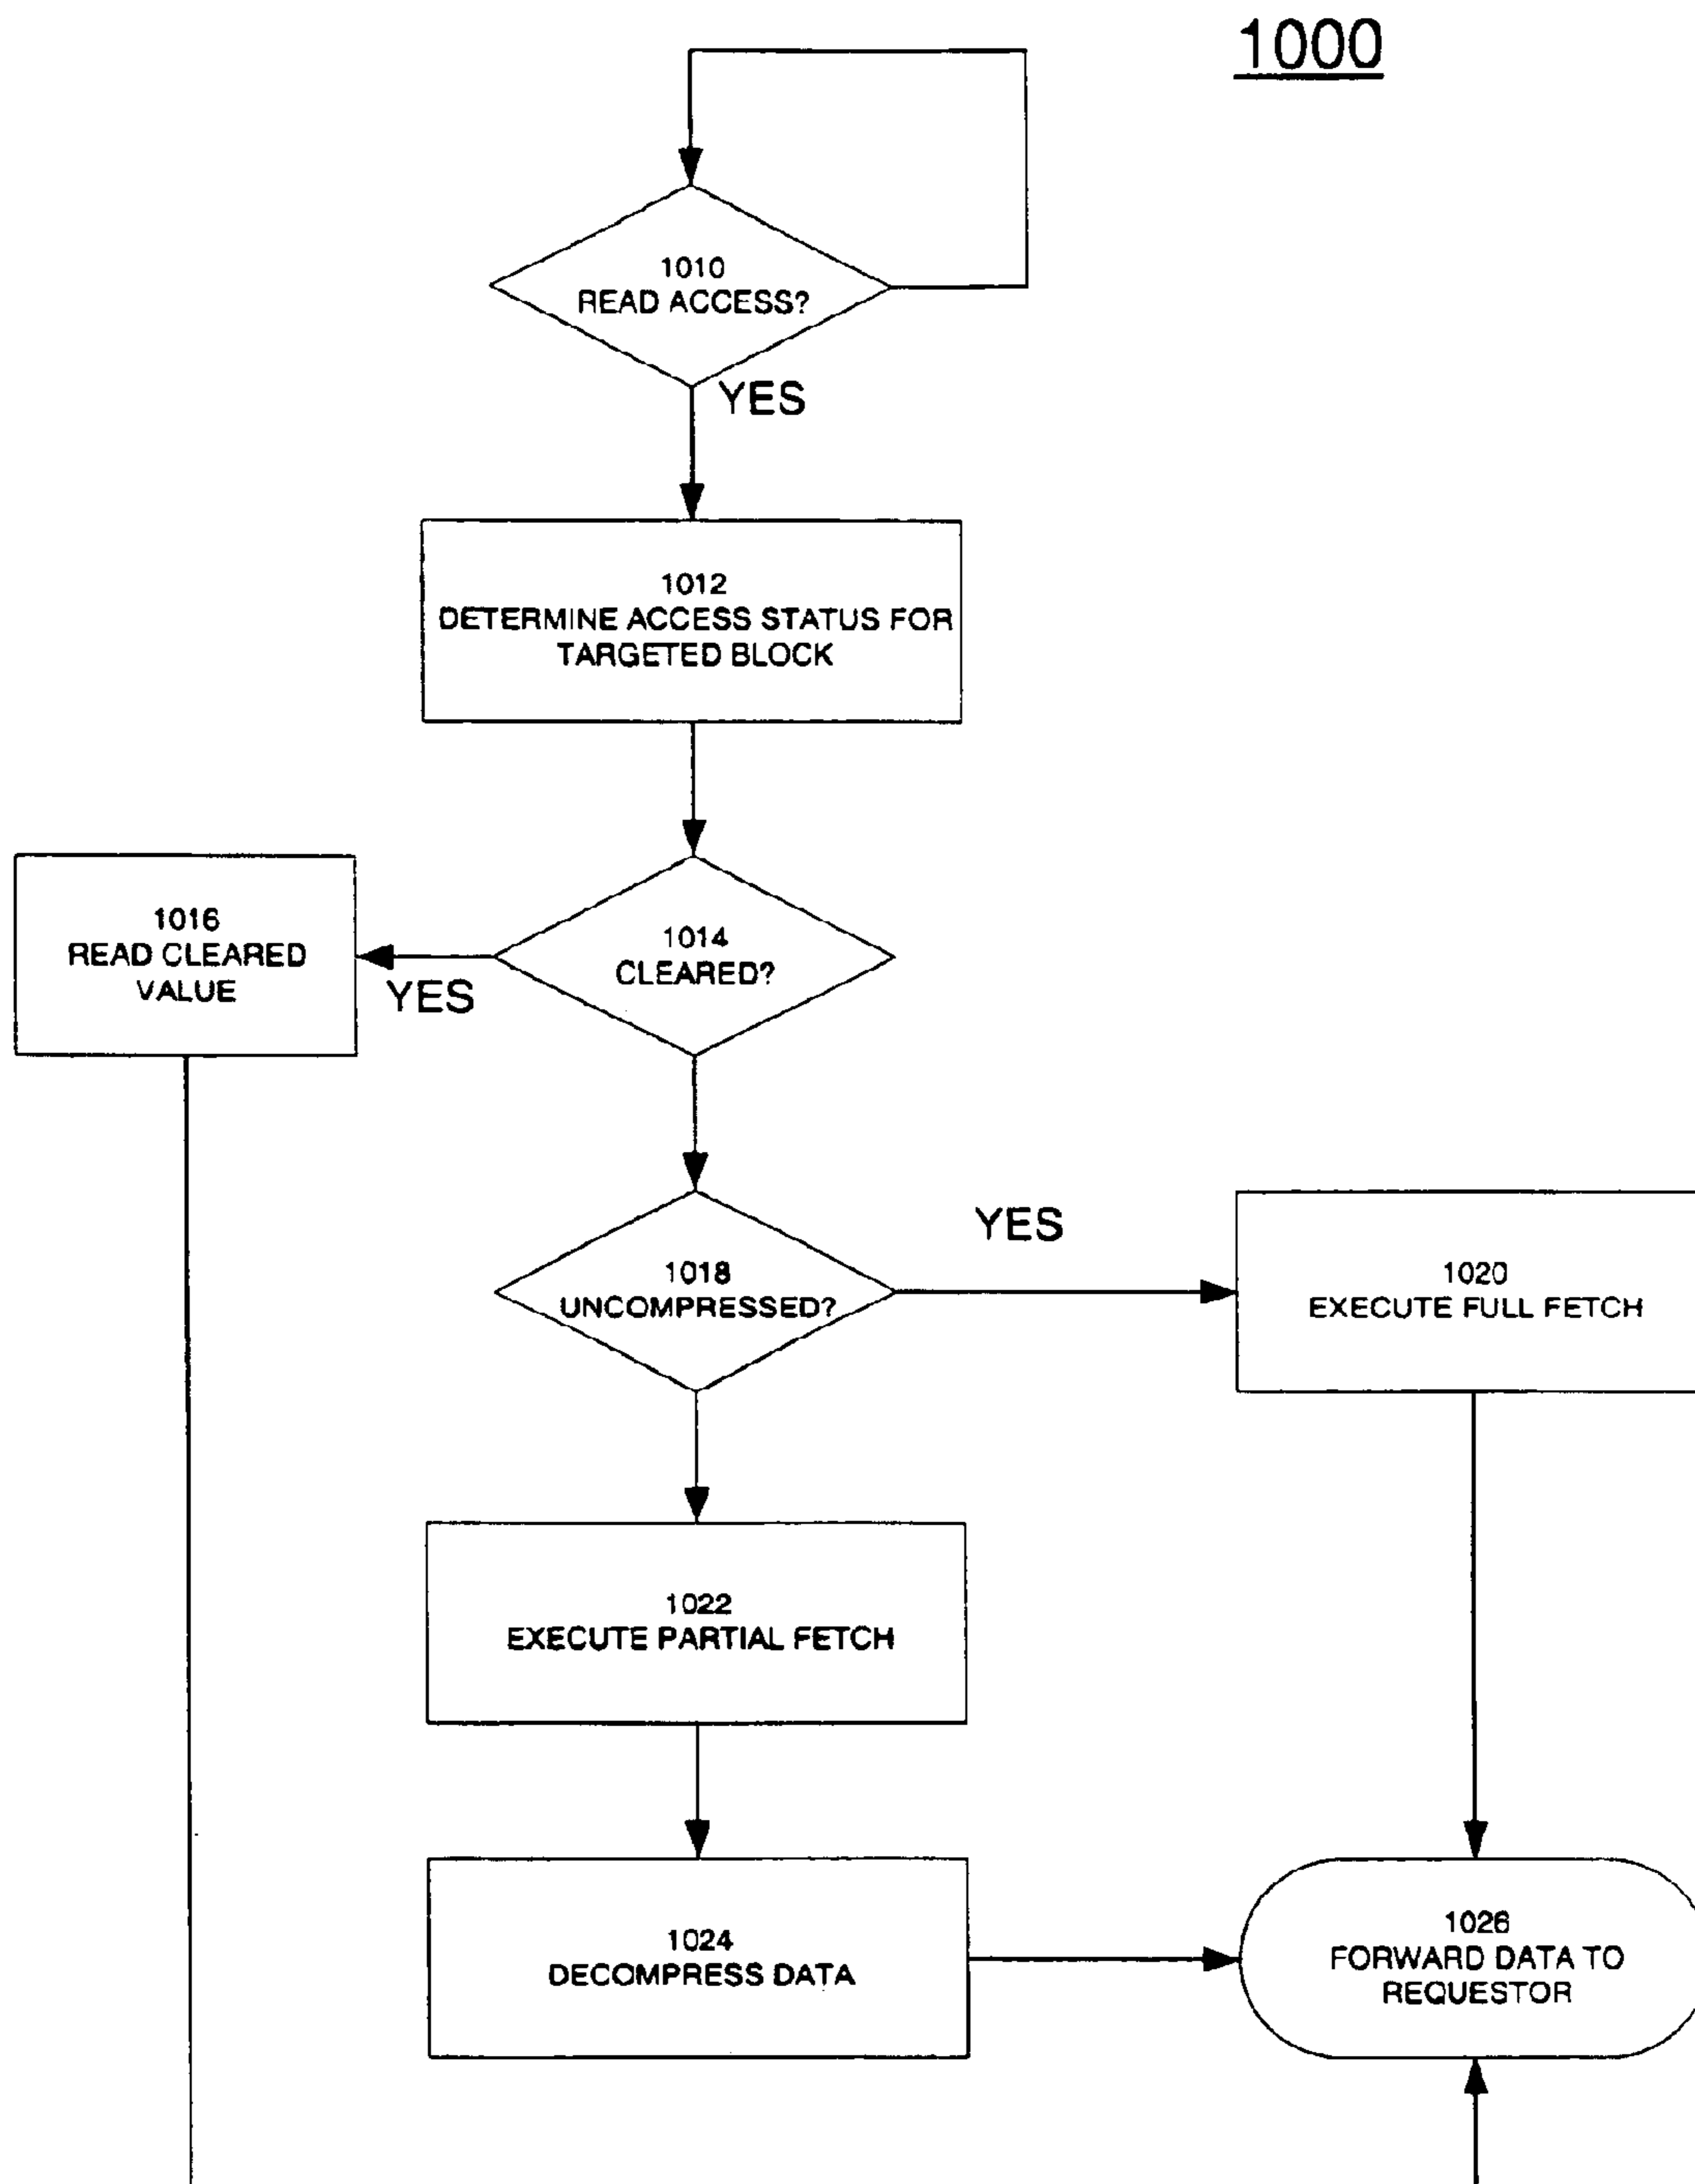 1000
1010
READ ACCESS?
YES
1012
DETERMINE ACCESS STATUS FOR
TARGETED BLOCK
1016
READ CLEARED
VALUE
YES
1014
CLEARED?
1018
UNCOMPRESSED?
YES
1020
EXECUTE FULL FETCH
1022
EXECUTE PARTIAL FETCH
1024
DECOMPRESS DATA
1026
FORWARD DATA TO
REQUESTOR